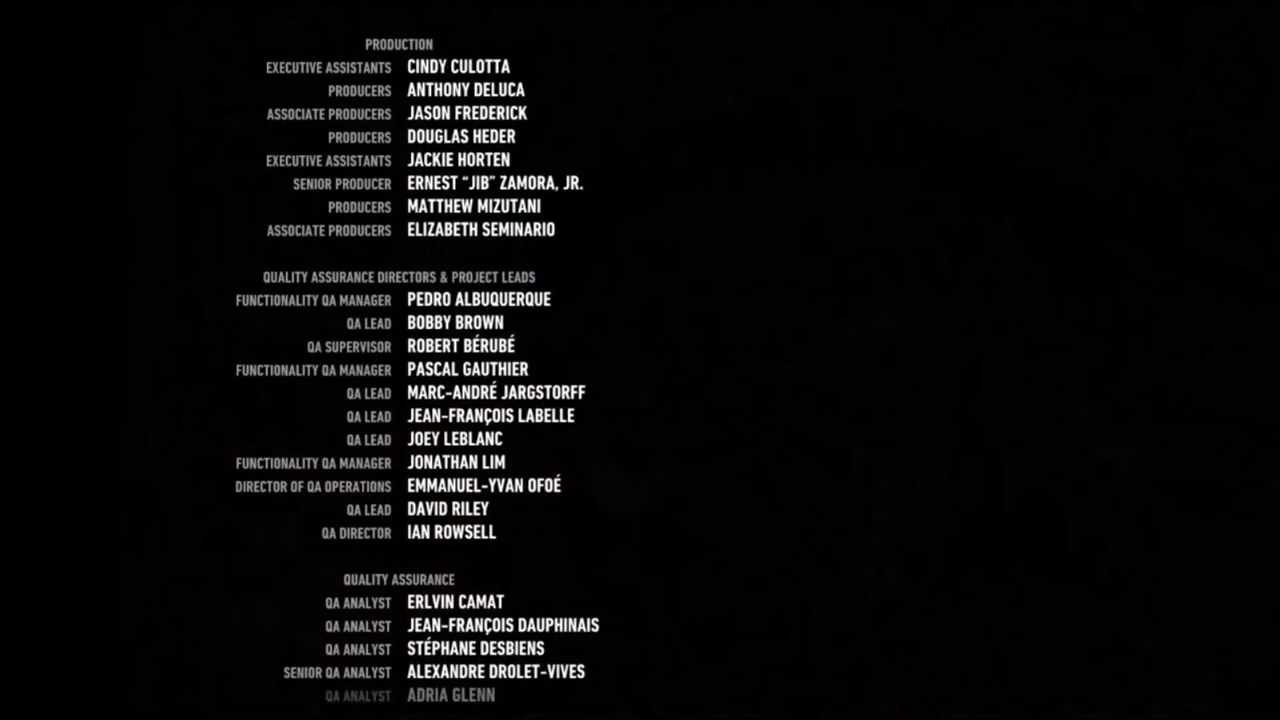 PRODUCTION
EXECUTIVE ASSISTANTS CINDY CULOTTA
PRODUCERS ANTHONY DELUCA
ASSOCIATE PRODUCERS JASON FREDERICK
PRODUCERS DOUGLAS HEDER
EXECUTIVE ASSISTANTS JACKIE HORTEN
SENIOR PRODUCER ERNEST “JIB” ZAMORA, JR.
PRODUCERS MATTHEW MIZUTANI
ASSOCIATE PRODUCERS ELIZABETH SEMINARIO
QUALITY ASSURANCE DIRECTORS & PROJECT LEADS
FUNCTIONALITY QA MANAGER PEDRO ALBUQUERQUE
QA LEAD BOBBY BROWN
QA SUPERVISOR ROBERT BÉRUBÉ
FUNCTIONALITY QA MANAGER PASCAL GAUTHIER
QA LEAD MARC-ANDRÉ JARGSTORFF
QA LEAD JEAN-FRANÇOIS LABELLE
QA LEAD JOEY LEBLANC
FUNCTIONALITY QA MANAGER JONATHAN LIM
DIRECTOR OF QA OPERATIONS EMMANUEL-YVAN OFOÉ
QA LEAD DAVID RILEY
QA DIRECTOR IAN ROWSELL
QUALITY ASSURANCE
QA ANALYST ERLVIN CAMAT
QA ANALYST JEAN-FRANÇOIS DAUPHINAIS
QA ANALYST STÉPHANE DESBIENS
SENIOR QA ANALYST ALEXANDRE DROLET-VIVES
QA ANALYST ADRIA GLENN